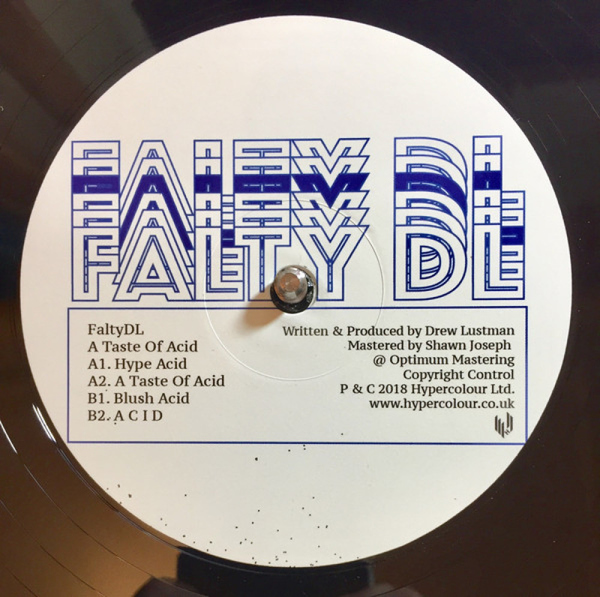 FALTY DL
FaltyDL
A Taste Of Acid
A1. Hype Acid
A2. A Taste Of Acid
B1. Blush Acid
B2. A C I D
Written & Produced by Drew Lustman
Mastered by Shawn Joseph
@ Optimum Mastering
Copyright Control
P & C 2018 Hypercolour Ltd.
www.hypercolour.co.uk